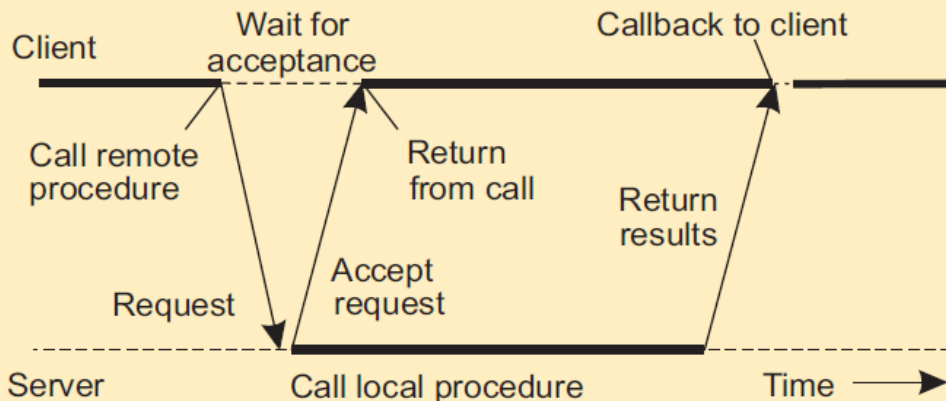 Client
Wait for
acceptance
Callback to client
Call remote
procedure
Return
from call
Return
results
Request
Accept
request
Server
Call local procedure
Time